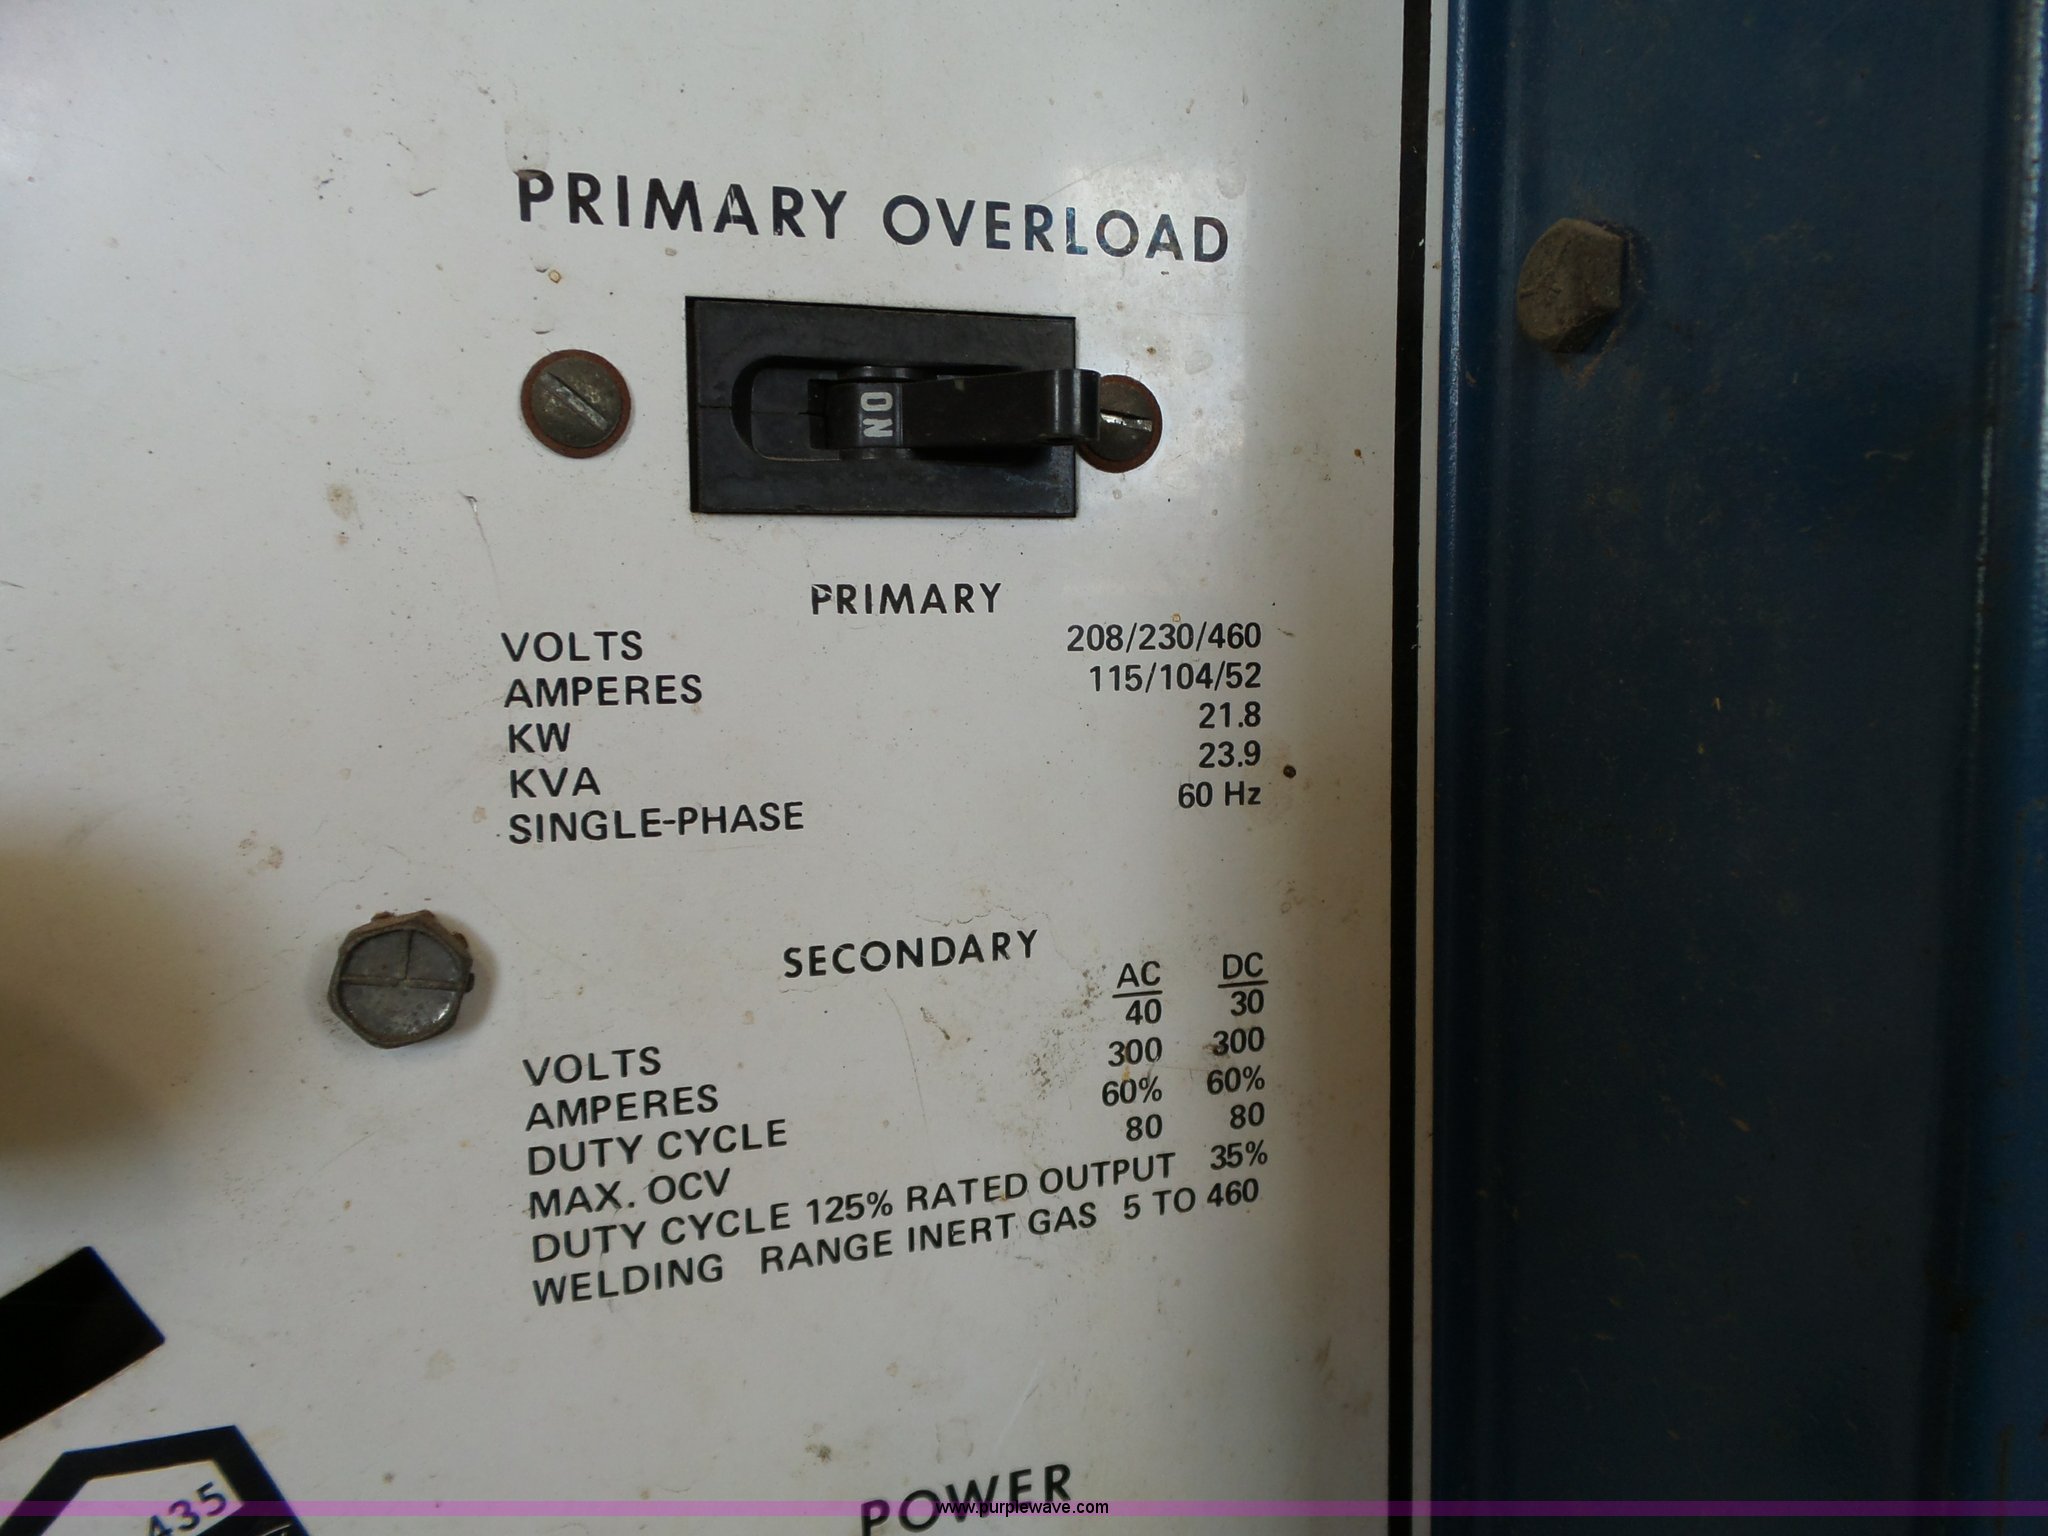 PRIMARY OVERLOAD
ON
PRIMARY
VOLTS 208/230/460
AMPERES 115/104/52
KW 21.8
KVA 23.9
SINGLE-PHASE 60 Hz
SECONDARY
AC DC
VOLTS 40 30
AMPERES 300 300
DUTY CYCLE 60% 60%
MAX. OCV 80 80
DUTY CYCLE 125% RATED OUTPUT 35%
WELDING RANGE INERT GAS 5 TO 460
POWER
435
www.purplewave.com